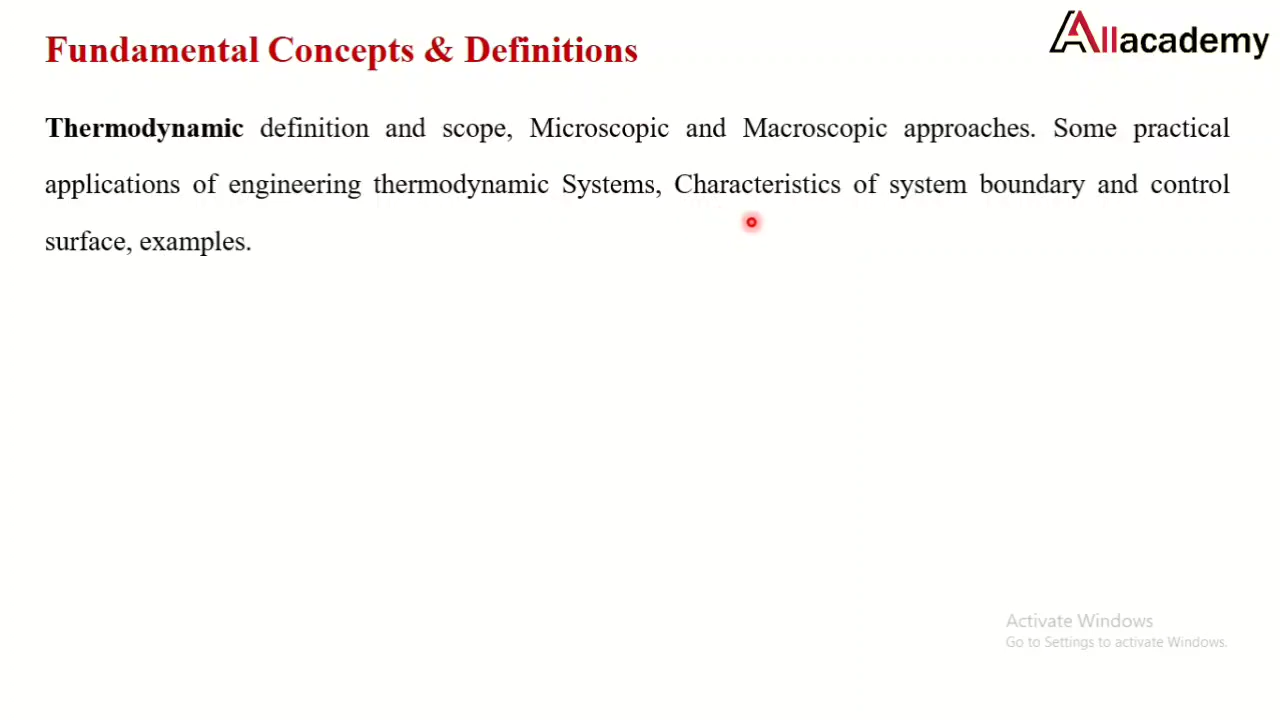 Fundamental Concepts & Definitions
Allacademy
Thermodynamic definition and scope, Microscopic and Macroscopic approaches. Some practical
applications of engineering thermodynamic Systems, Characteristics of system boundary and control
surface, examples.
Activate Windows
Go to Settings to activate Windows.